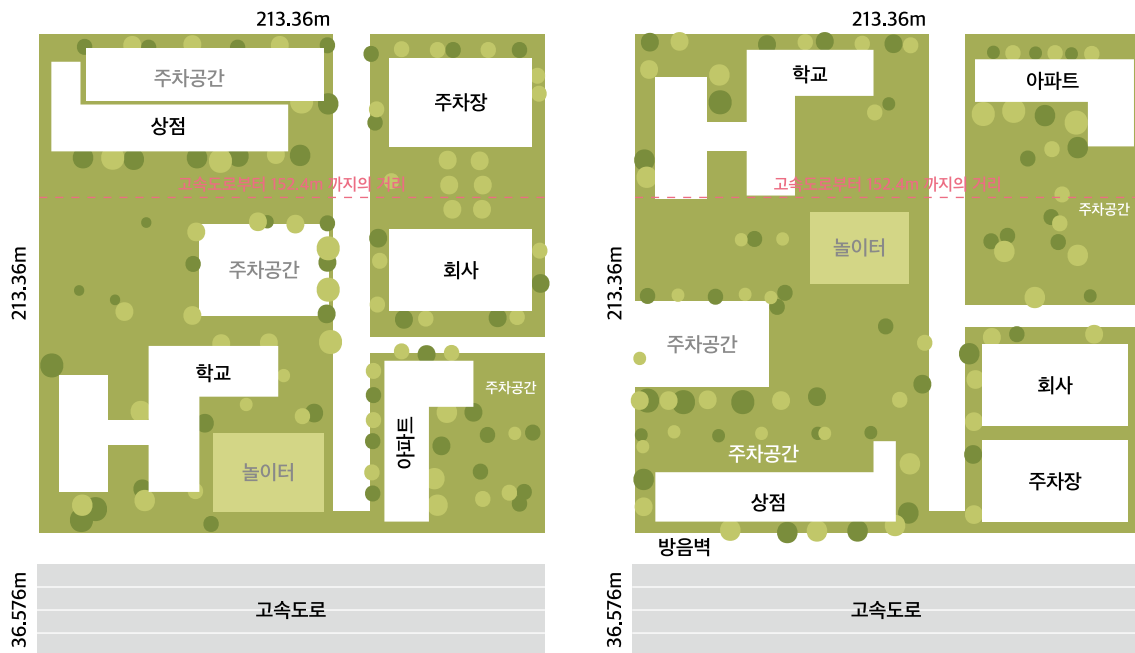 213.36m
주차공간
상점
주차장
고속도로부터 152.4m 까지의 거리
213.36m
주차공간
회사
학교
주차공간
아파트
놀이터
36.576m
고속도로
213.36m
학교
아파트
고속도로부터 152.4m 까지의 거리
주차공간
213.36m
놀이터
주차공간
회사
주차공간
상점
주차장
방음벽
36.576m
고속도로